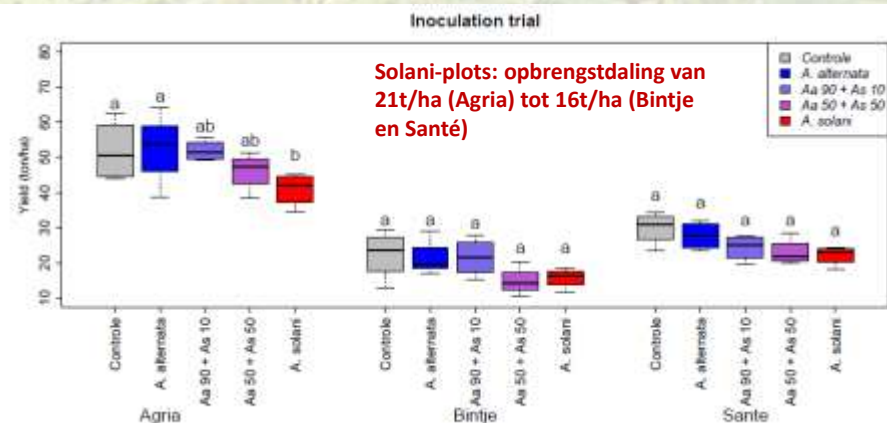 Inoculation trial
Solani-plots: opbrengstdaling van
21t/ha (Agria) tot 16t/ha (Bintje
en Santé)
Controle
A. alternata
Aa 90 + As 10
Aa 50 + As 50
A. solani
Yield (ton/ha)
80
70
60
50
40
30
20
10
a a ab ab b
a a a a a
a a a a a
Controle
A. alternata
Aa 90 + As 10
Aa 50 + As 50
A. solani
Controle
A. alternata
Aa 90 + As 10
Aa 50 + As 50
A. solani
Controle
A. alternata
Aa 90 + As 10
Aa 50 + As 50
A. solani
Agria Bintje Sante